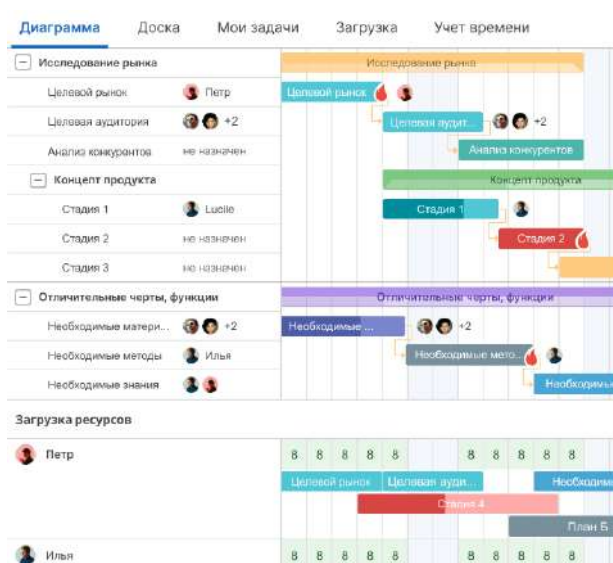 Диаграмма Доска Мои задачи Загрузка Учет времени
Исследование рынка Исследование рынка
Целевой рынок Петр Целевой рынок
Целевая аудитория +2 Целевая аудит... +2
Анализ конкурентов не назначен Анализ конкурентов
Концепт продукта Концепт продукта
Стадия 1 Lucile Стадия 1
Стадия 2 не назначен Стадия 2
Стадия 3 не назначен
Отличительные черты, функции Отличительные черты, функции
Необходимые матери... +2 Необходимые ... +2
Необходимые методы Илья Необходимые мето...
Необходимые знания Необходимы
Загрузка ресурсов
Петр 8 8 8 8 8 8 8 8 8 8
Целевой рынок Целевая ауди... Необходим
Стадия 4
План Б
Илья 8 8 8 8 8 8 8 8 8 8